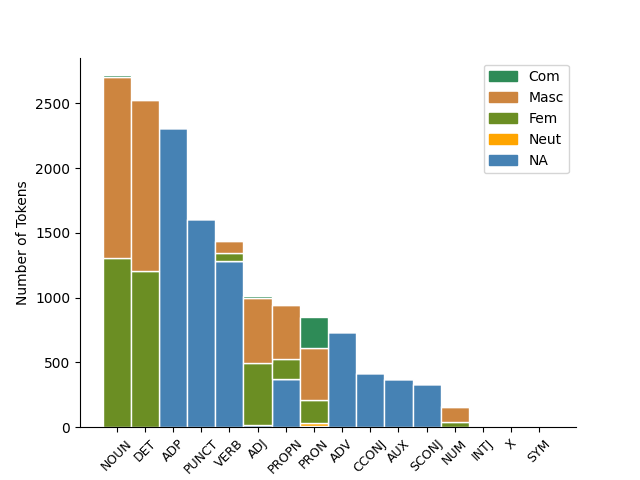 Com
Masc
Fem
Neut
NA
Number of Tokens
2500
2000
1500
1000
500
0
NOUN
DET
ADP
PUNCT
VERB
ADJ
PROPN
PRON
ADV
CCONJ
AUX
SCONJ
NUM
INTJ
X
SYM